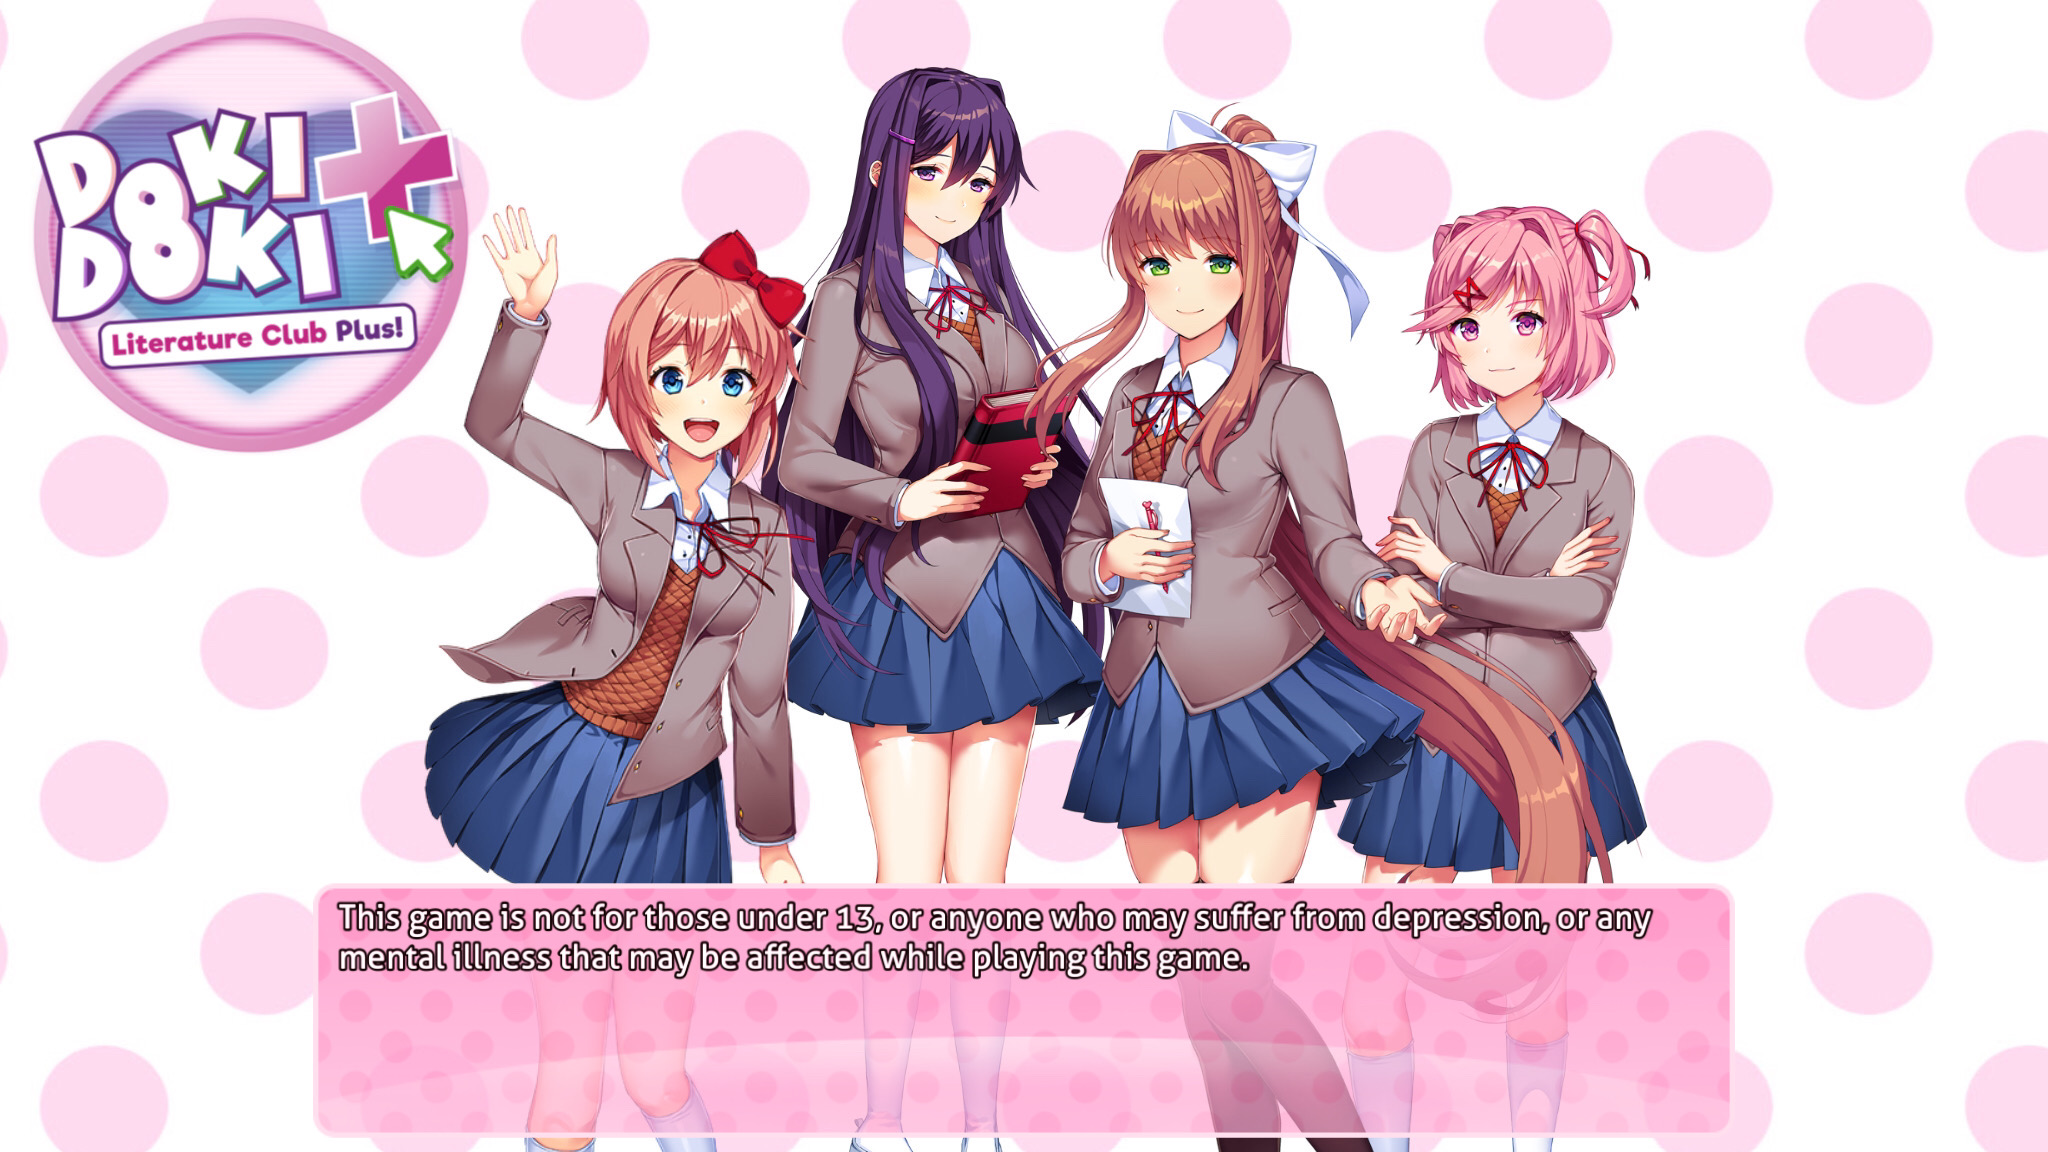 DOKI
DOKI
Literature Club Plus!
This game is not for those under 13, or anyone who may suffer from depression, or any
mental illness that may be affected while playing this game.